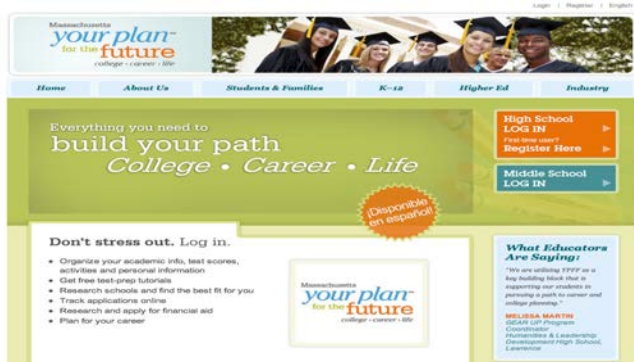 Login | Register | English
Massachusetts
your plan™
for the future
college • career • life
Home About Us Students & Families K-12 Higher Ed Industry
Everything you need to
build your path
College • Career • Life
High School
LOG IN
First-time user?
Register Here
Middle School
LOG IN
¡Disponible
en español!
Don't stress out. Log in.
• Organize your academic info, test scores,
activities and personal information
• Get free test-prep tutorials
• Research schools and find the best fit for you
• Track applications online
• Research and apply for financial aid
• Plan for your career
Massachusetts
your plan™
for the future
college • career • life
What Educators
Are Saying:
"We are utilizing YPFF as a
key building block that is
supporting our students in
pursuing a path to career and
college planning."
MELISSA MARTIN
GEAR UP Program
Coordinator
Humanities & Leadership
Development High School,
Lawrence